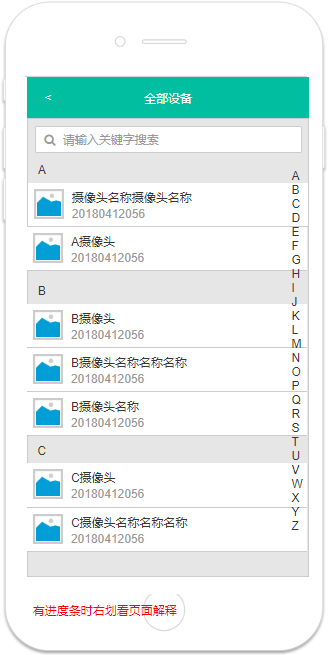 < 全部设备
请输入关键字搜索
A
摄像头名称摄像头名称
20180412056
A摄像头
20180412056
B
B摄像头
20180412056
B摄像头名称名称名称
20180412056
B摄像头名称
20180412056
C
C摄像头
20180412056
C摄像头名称名称名称
20180412056
A
B
C
D
E
F
G
H
I
J
K
L
M
N
O
P
Q
R
S
T
U
V
W
X
Y
Z
有进度条时右划看页面解释